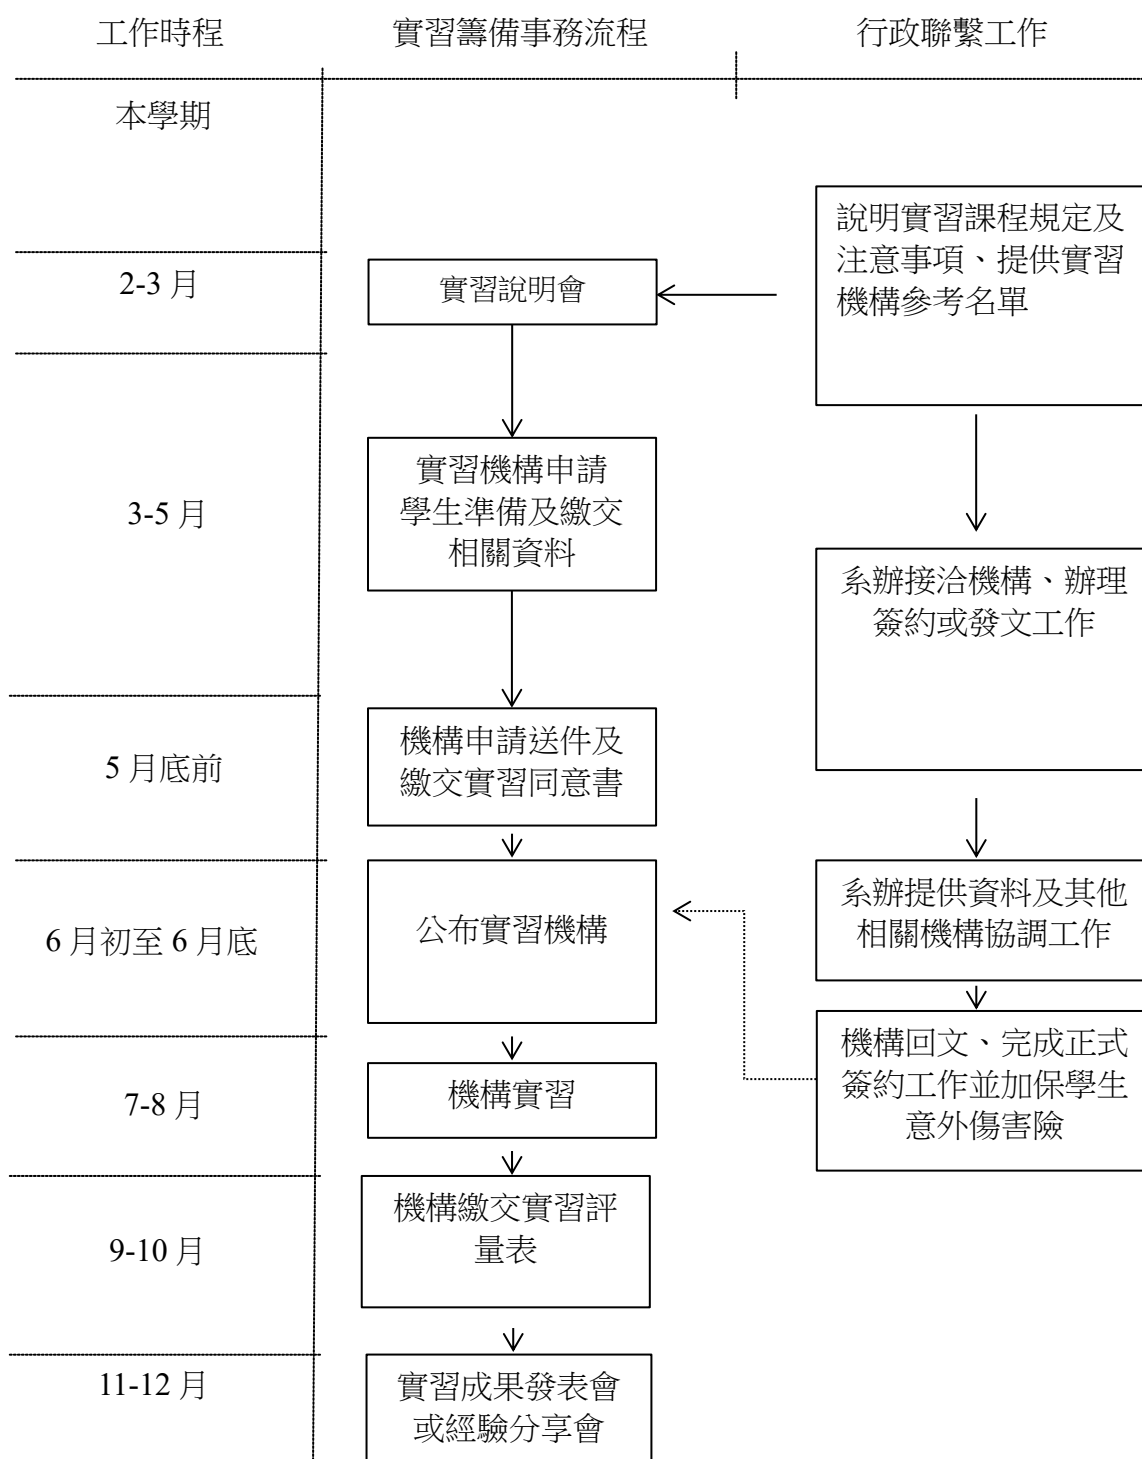 工作時程
實習籌備事務流程
行政聯繫工作
本學期
說明實習課程規定及
注意事項、提供實習
機構參考名單
2-3 月
實習說明會
3-5 月
實習機構申請
學生準備及繳交
相關資料
系辦接洽機構、辦理
簽約或發文工作
5 月底前
機構申請送件及
繳交實習同意書
6 月初至 6 月底
公布實習機構
系辦提供資料及其他
相關機構協調工作
機構回文、完成正式
簽約工作並加保學生
意外傷害險
7-8 月
機構實習
9-10 月
機構繳交實習評
量表
11-12 月
實習成果發表會
或經驗分享會